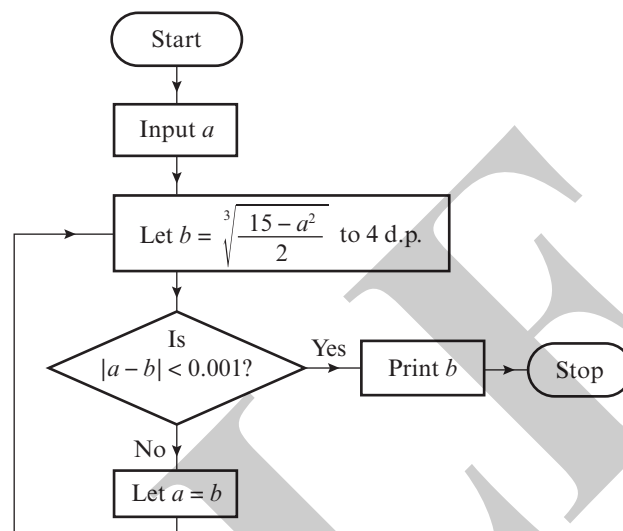 Start
Input a
Let b = ∛((15 – a²)/2) to 4 d.p.
Is
|a – b| < 0.001?
Yes
Print b
Stop
No
Let a = b